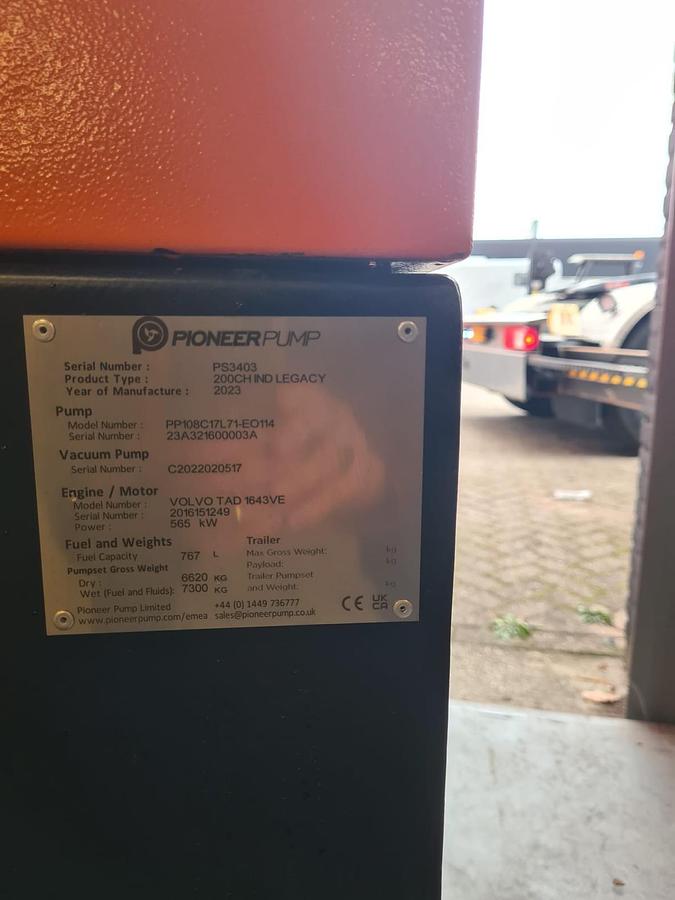 PIONEERPUMP
Serial Number : PS3403
Product Type : 200CH IND LEGACY
Year of Manufacture : 2023
Pump
Model Number : PP108C17L71-EO114
Serial Number : 23A321600003A
Vacuum Pump
Serial Number : C2022020517
Engine / Motor
Model Number : VOLVO TAD 1643VE
Serial Number : 2016151249
Power : 565 kW
Fuel and Weights
Fuel Capacity 767 L
Pumpset Gross Weight
Dry : 6620 KG
Wet (Fuel and Fluids): 7300 KG
Trailer
Max Gross Weight: kg
Payload: kg
Trailer Pumpset
and Weight: kg
Pioneer Pump Limited +44 (0) 1449 736777
www.pioneerpump.com/emea sales@pioneerpump.co.uk
CE UK
CA